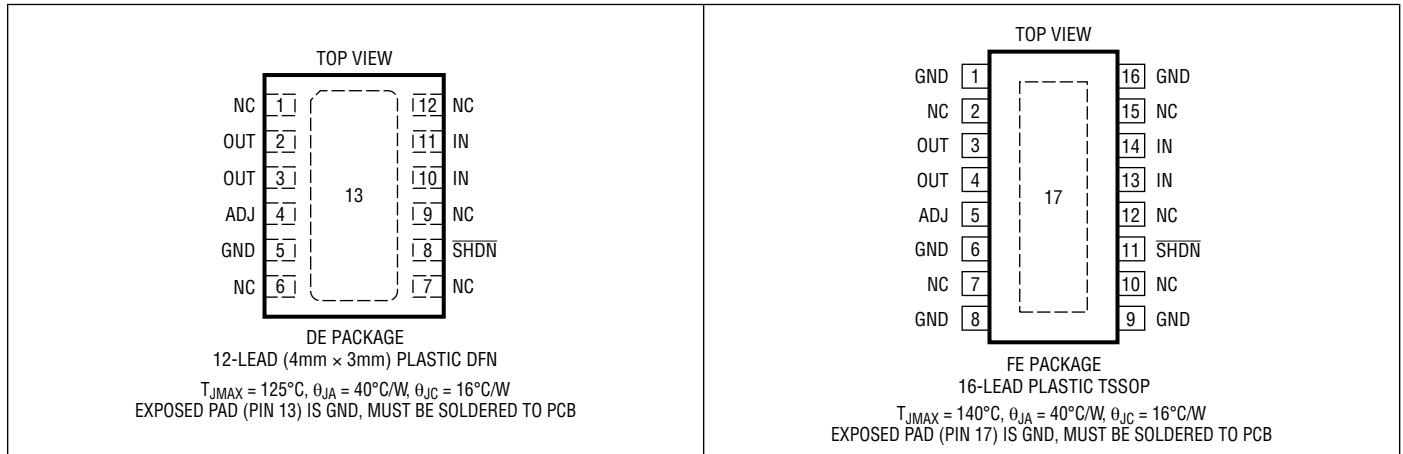 TOP VIEW
NC 1 12 NC
OUT 2 11 IN
OUT 3 10 IN
13
ADJ 4 9 NC
GND 5 8 SHDN
NC 6 7 NC
DE PACKAGE
12-LEAD (4mm × 3mm) PLASTIC DFN
TJMAX = 125°C, θJA = 40°C/W, θJC = 16°C/W
EXPOSED PAD (PIN 13) IS GND, MUST BE SOLDERED TO PCB
TOP VIEW
GND 1 16 GND
NC 2 15 NC
OUT 3 14 IN
OUT 4 13 IN
17
ADJ 5 12 NC
GND 6 11 SHDN
NC 7 10 NC
GND 8 9 GND
FE PACKAGE
16-LEAD PLASTIC TSSOP
TJMAX = 140°C, θJA = 40°C/W, θJC = 16°C/W
EXPOSED PAD (PIN 17) IS GND, MUST BE SOLDERED TO PCB